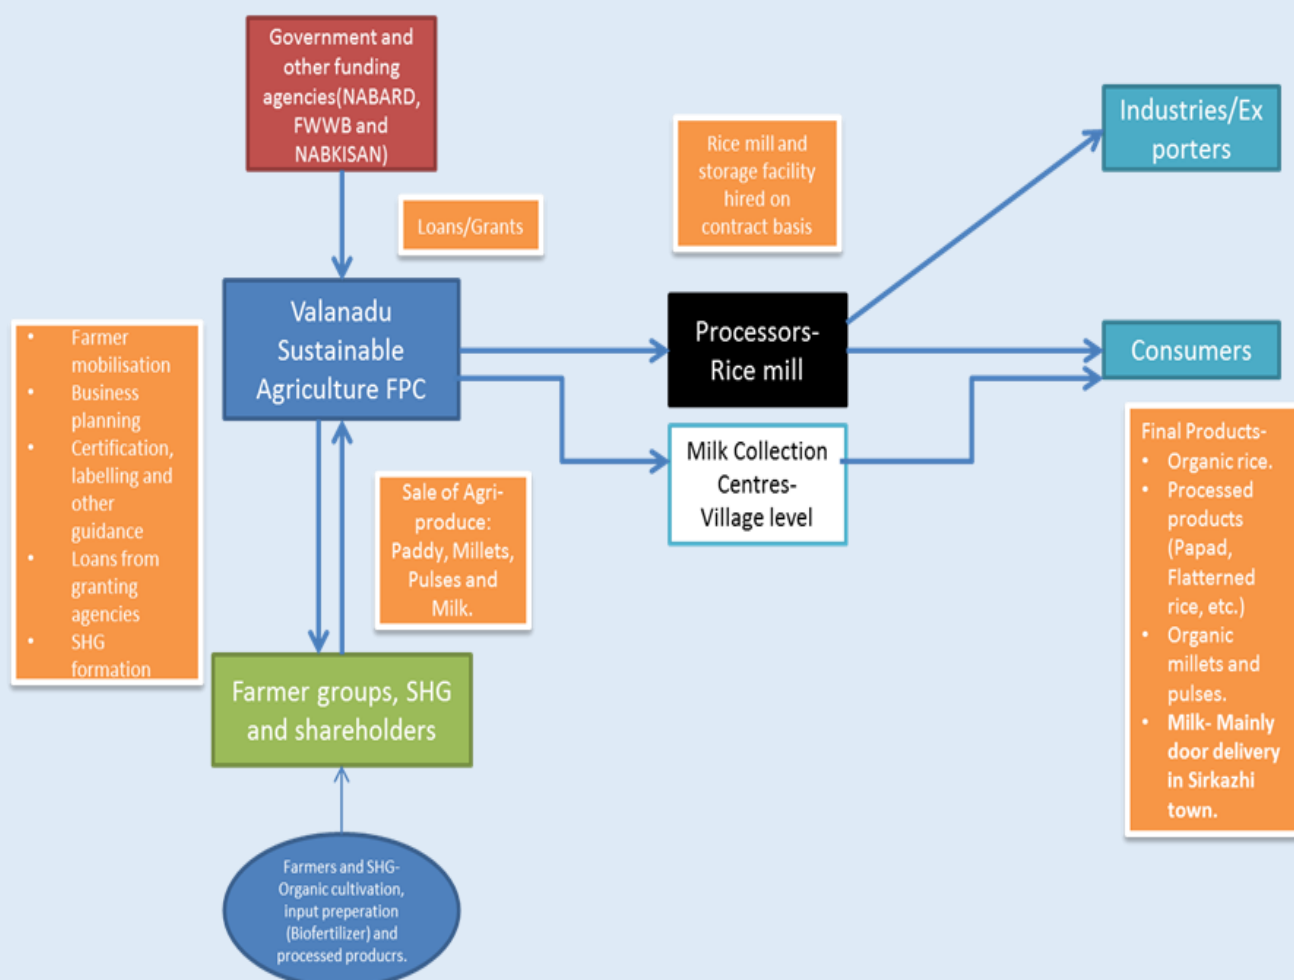 Government and
other funding
agencies(NABARD,
FWWB and
NABKISAN)
Loans/Grants
Rice mill and
storage facility
hired on
contract basis
Industries/Ex
porters
Valanadu
Sustainable
Agriculture FPC
Processors-
Rice mill
Consumers
• Farmer
mobilisation
• Business
planning
• Certification,
labelling and
other
guidance
• Loans from
granting
agencies
• SHG
formation
Sale of Agri-
produce:
Paddy, Millets,
Pulses and
Milk.
Milk Collection
Centres-
Village level
Final Products-
• Organic rice.
• Processed
products
(Papad,
Flatterned
rice, etc.)
• Organic
millets and
pulses.
• Milk- Mainly
door delivery
in Sirkazhi
town.
Farmer groups, SHG
and shareholders
Farmers and SHG-
Organic cultivation,
input preperation
(Biofertilizer) and
processed producrs.